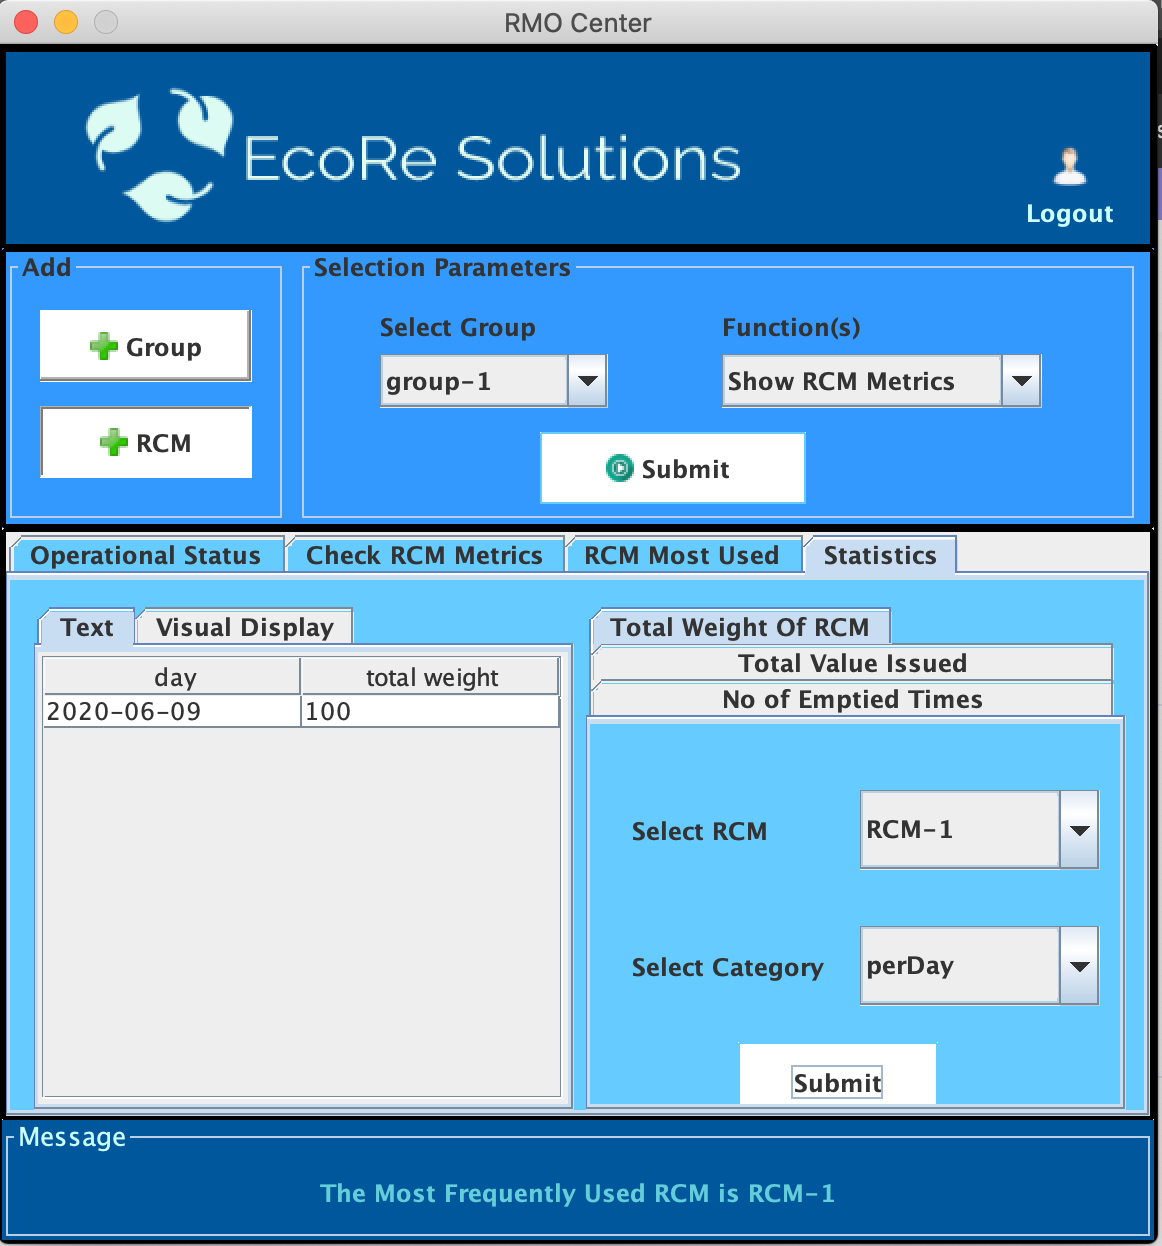 RMO Center
EcoRe Solutions
Logout
Add
Group
RCM
Selection Parameters
Select Group
Function(s)
group-1
Show RCM Metrics
Submit
Operational Status
Check RCM Metrics
RCM Most Used
Statistics
Text
Visual Display
day
total weight
2020-06-09
100
Total Weight Of RCM
Total Value Issued
No of Emptied Times
Select RCM
RCM-1
Select Category
perDay
Submit
Message
The Most Frequently Used RCM is RCM-1